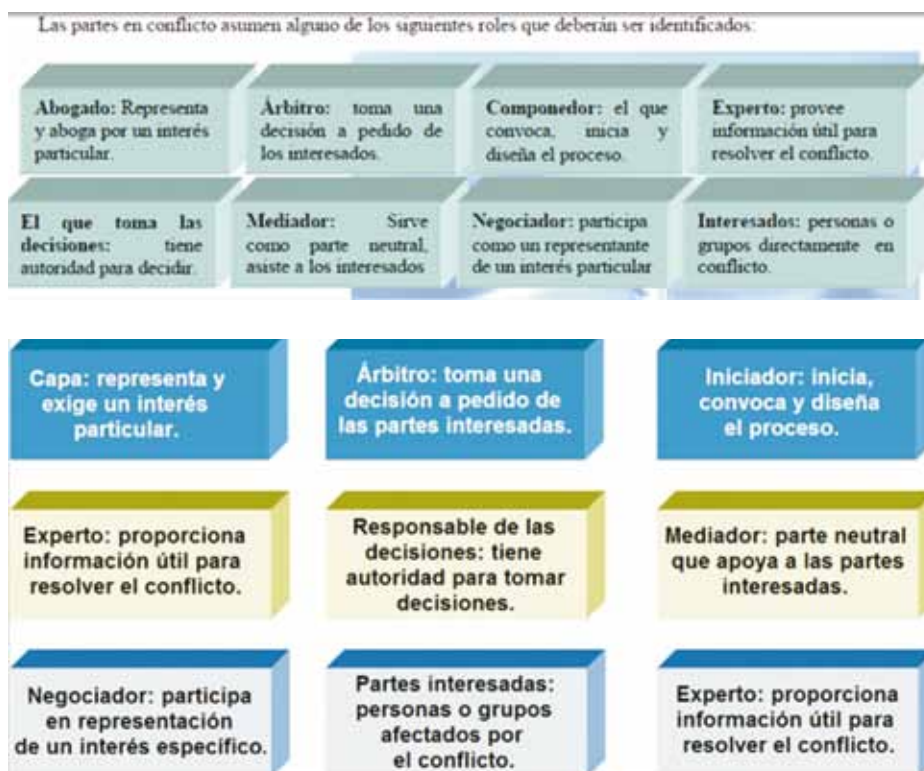 Las partes en conflicto asumen alguno de los siguientes roles que deberán ser identificados:
Abogado: Representa
y aboga por un interés
particular.
Árbitro: toma una
decisión a pedido de
los interesados.
Componedor: el que
convoca, inicia y
diseña el proceso.
Experto: provee
información útil para
resolver el conflicto.
El que toma las
decisiones: tiene
autoridad para decidir.
Mediador: Sirve
como parte neutral,
asiste a los interesados
Negociador: participa
como un representante
de un interés particular
Interesados: personas o
grupos directamente en
conflicto.
Capa: representa y
exige un interés
particular.
Árbitro: toma una
decisión a pedido de
las partes interesadas.
Iniciador: inicia,
convoca y diseña
el proceso.
Experto: proporciona
información útil para
resolver el conflicto.
Responsable de las
decisiones: tiene
autoridad para tomar
decisiones.
Mediador: parte neutral
que apoya a las partes
interesadas.
Negociador: participa
en representación
de un interés específico.
Partes interesadas:
personas o grupos
afectados por
el conflicto.
Experto: proporciona
información útil para
resolver el conflicto.